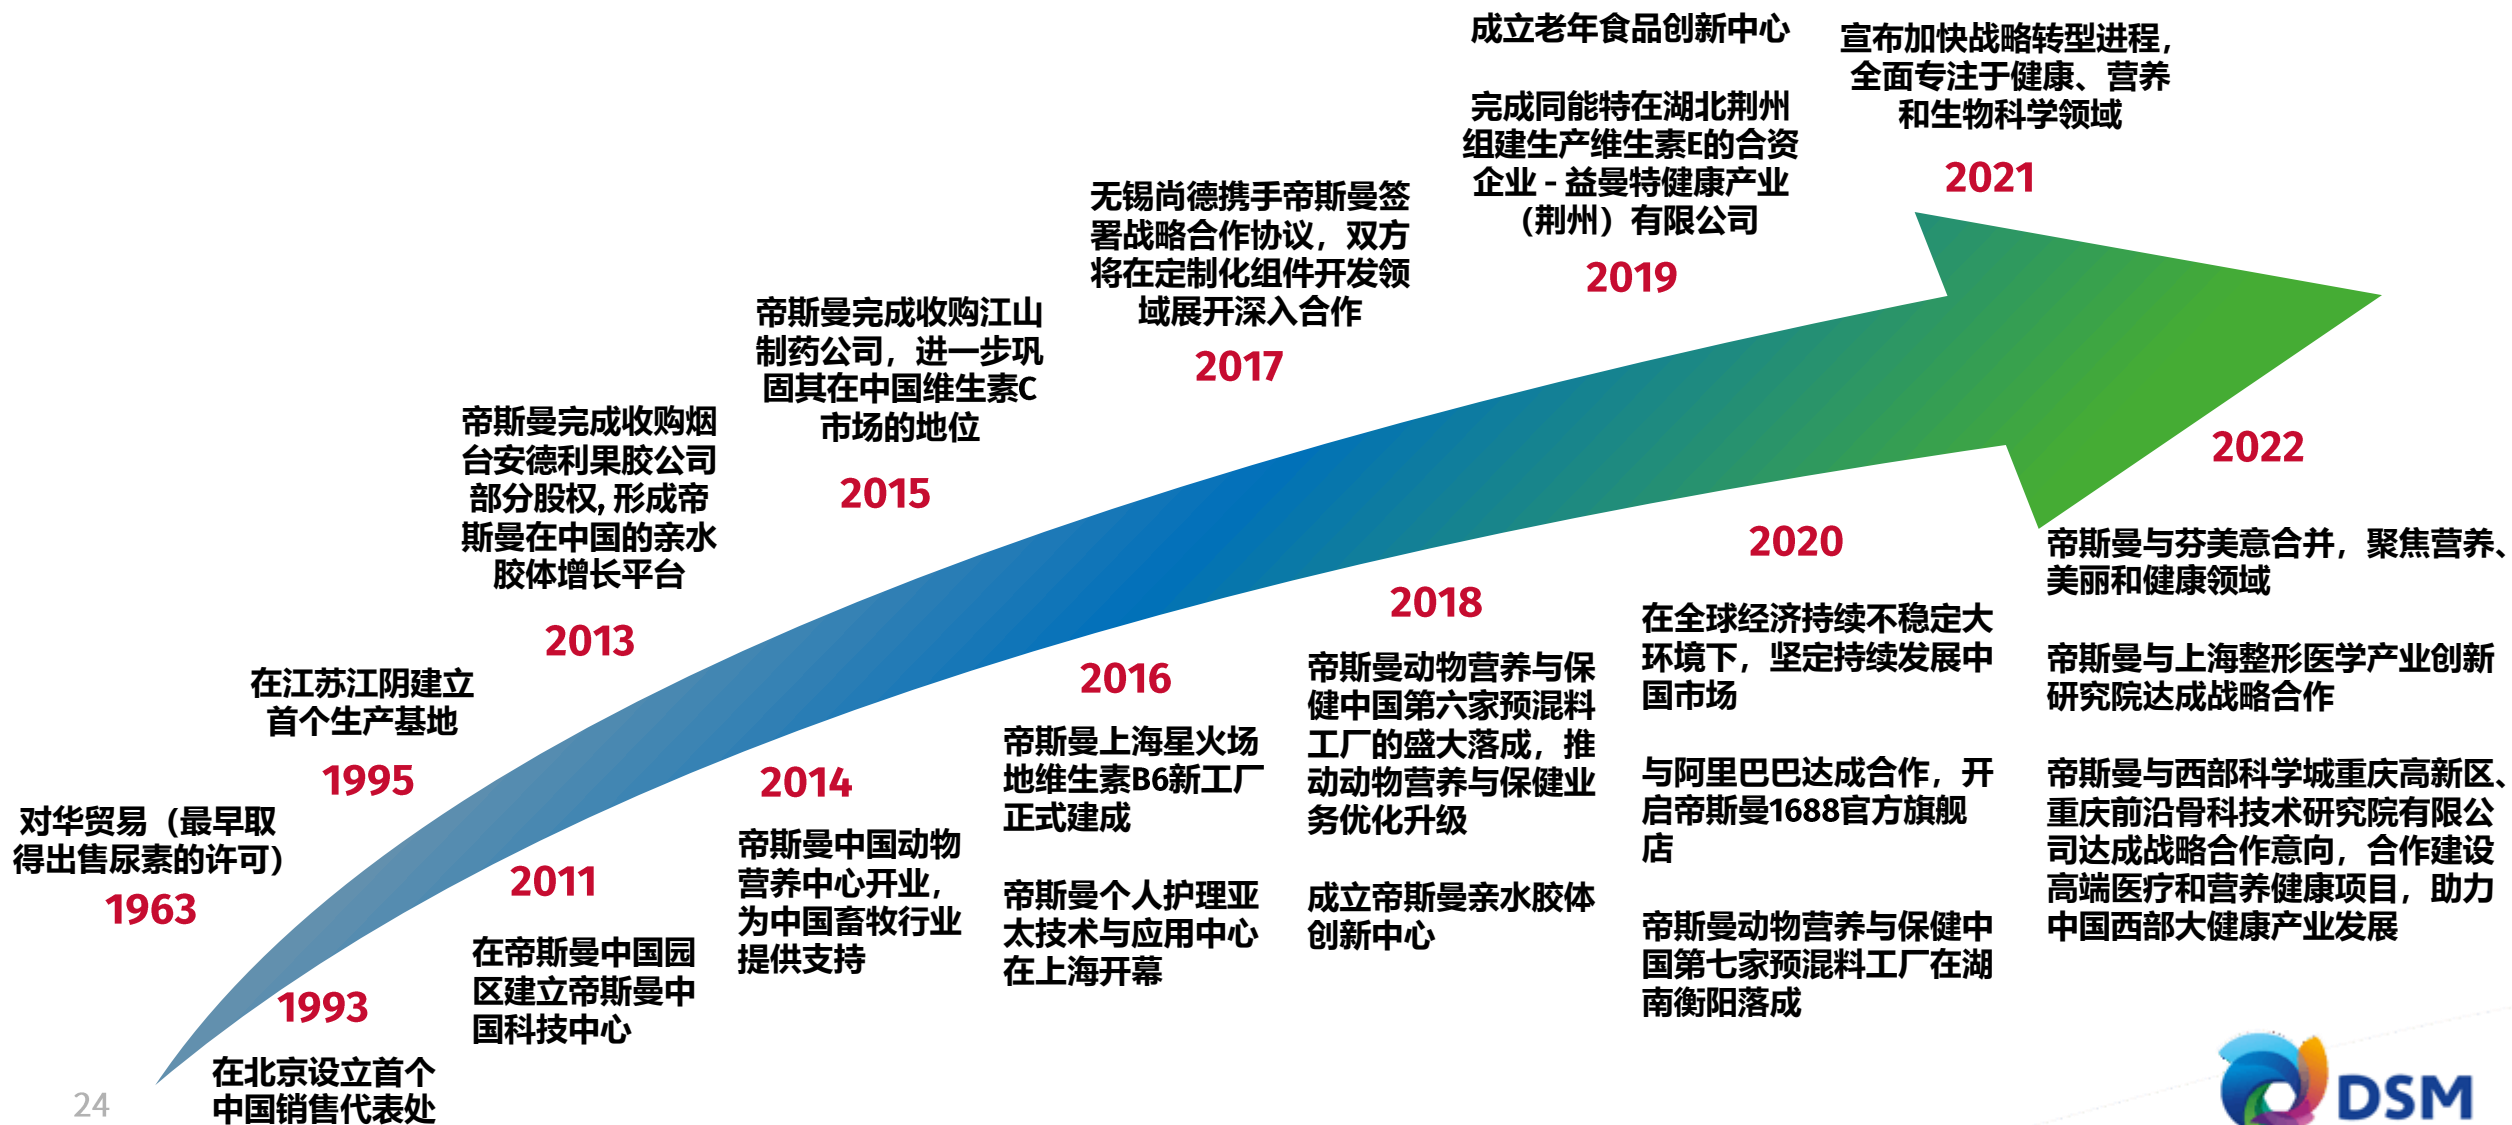 对华贸易（最早取
得出售尿素的许可）
1963
1993
在北京设立首个
中国销售代表处
在江苏江阴建立
首个生产基地
1995
2011
在帝斯曼中国园
区建立帝斯曼中
国科技中心
帝斯曼完成收购烟
台安德利果胶公司
部分股权, 形成帝
斯曼在中国的亲水
胶体增长平台
2013
2014
帝斯曼中国动物
营养中心开业，
为中国畜牧行业
提供支持
帝斯曼完成收购江山
制药公司，进一步巩
固其在中国维生素C
市场的地位
2015
2016
帝斯曼上海星火场
地维生素B6新工厂
正式建成
帝斯曼个人护理亚
太技术与应用中心
在上海开幕
无锡尚德携手帝斯曼签
署战略合作协议，双方
将在定制化组件开发领
域展开深入合作
2017
2018
帝斯曼动物营养与保
健中国第六家预混料
工厂的盛大落成，推
动动物营养与保健业
务优化升级
成立帝斯曼亲水胶体
创新中心
成立老年食品创新中心
完成同能特在湖北荆州
组建生产维生素E的合资
企业 - 益曼特健康产业
（荆州）有限公司
2019
2020
在全球经济持续不稳定大
环境下，坚定持续发展中
国市场
与阿里巴巴达成合作，开
启帝斯曼1688官方旗舰
店
帝斯曼动物营养与保健中
国第七家预混料工厂在湖
南衡阳落成
宣布加快战略转型进程，
全面专注于健康、营养
和生物科学领域
2021
2022
帝斯曼与芬美意合并，聚焦营养、
美丽和健康领域
帝斯曼与上海整形医学产业创新
研究院达成战略合作
帝斯曼与西部科学城重庆高新区、
重庆前沿骨科技术研究院有限公
司达成战略合作意向，合作建设
高端医疗和营养健康项目，助力
中国西部大健康产业发展
24
DSM